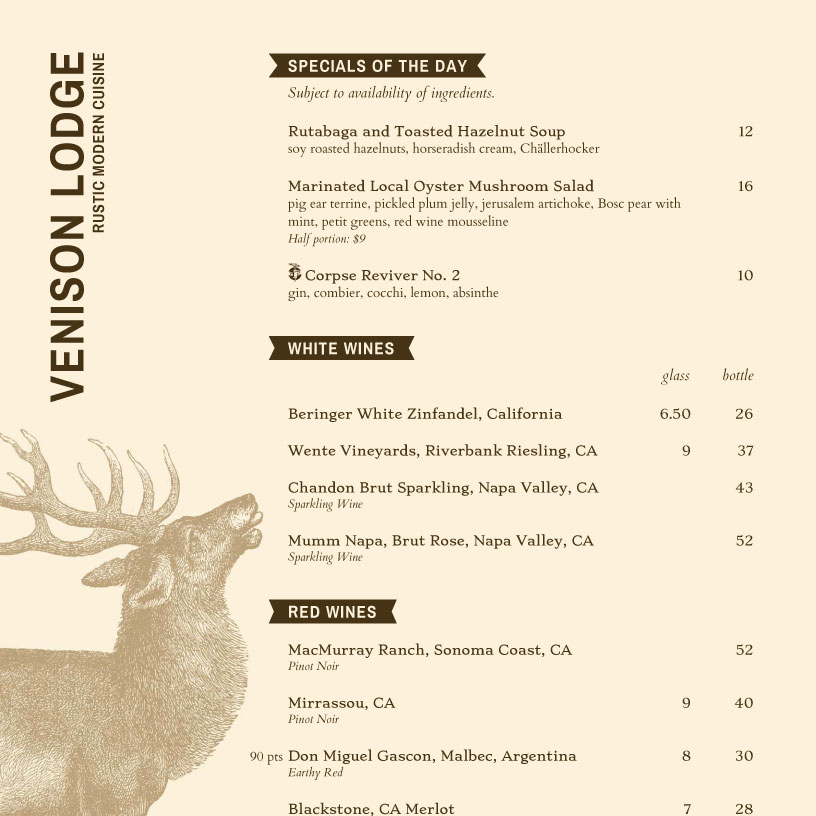 VENISON LODGE
RUSTIC MODERN CUISINE
SPECIALS OF THE DAY
Subject to availability of ingredients.
Rutabaga and Toasted Hazelnut Soup 12
soy roasted hazelnuts, horseradish cream, Chällerhocker
Marinated Local Oyster Mushroom Salad 16
pig ear terrine, pickled plum jelly, jerusalem artichoke, Bosc pear with
mint, petit greens, red wine mousseline
Half portion: $9
Corpse Reviver No. 2 10
gin, combier, cocchi, lemon, absinthe
WHITE WINES
glass bottle
Beringer White Zinfandel, California 6.50 26
Wente Vineyards, Riverbank Riesling, CA 9 37
Chandon Brut Sparkling, Napa Valley, CA 43
Sparkling Wine
Mumm Napa, Brut Rose, Napa Valley, CA 52
Sparkling Wine
RED WINES
MacMurray Ranch, Sonoma Coast, CA 52
Pinot Noir
Mirrassou, CA 9 40
Pinot Noir
90 pts Don Miguel Gascon, Malbec, Argentina 8 30
Earthy Red
Blackstone, CA Merlot 7 28